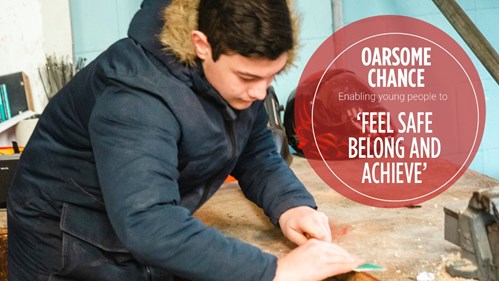 OARSOME
CHANCE
Enabling young people to
‘FEEL SAFE
BELONG AND
ACHIEVE’